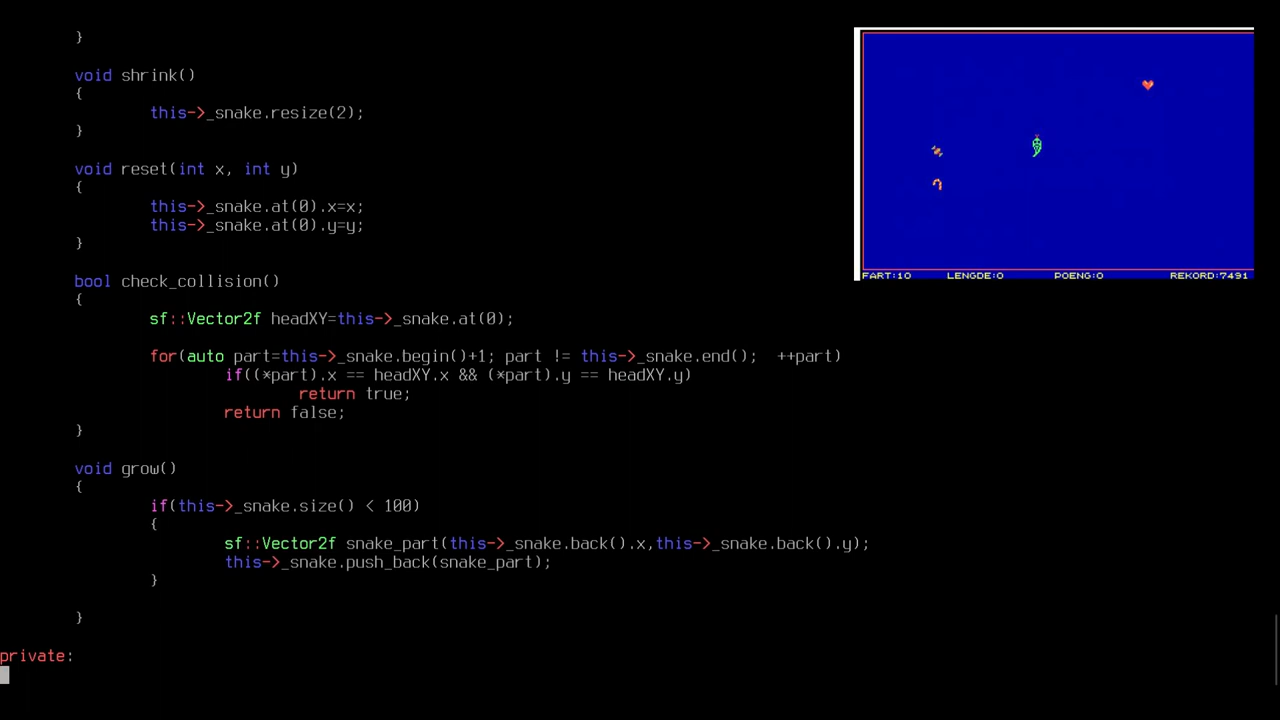 }
void shrink()
{
this->_snake.resize(2);
}
void reset(int x, int y)
{
this->_snake.at(0).x=x;
this->_snake.at(0).y=y;
}
bool check_collision()
{
sf::Vector2f headXY=this->_snake.at(0);
for(auto part=this->_snake.begin()+1; part != this->_snake.end();  ++part)
if((*part).x == headXY.x && (*part).y == headXY.y)
return true;
return false;
}
void grow()
{
if(this->_snake.size() < 100)
{
sf::Vector2f snake_part(this->_snake.back().x,this->_snake.back().y);
this->_snake.push_back(snake_part);
}
}
private:
FART:10 LENGDE:0 POENG:0 REKORD:7491